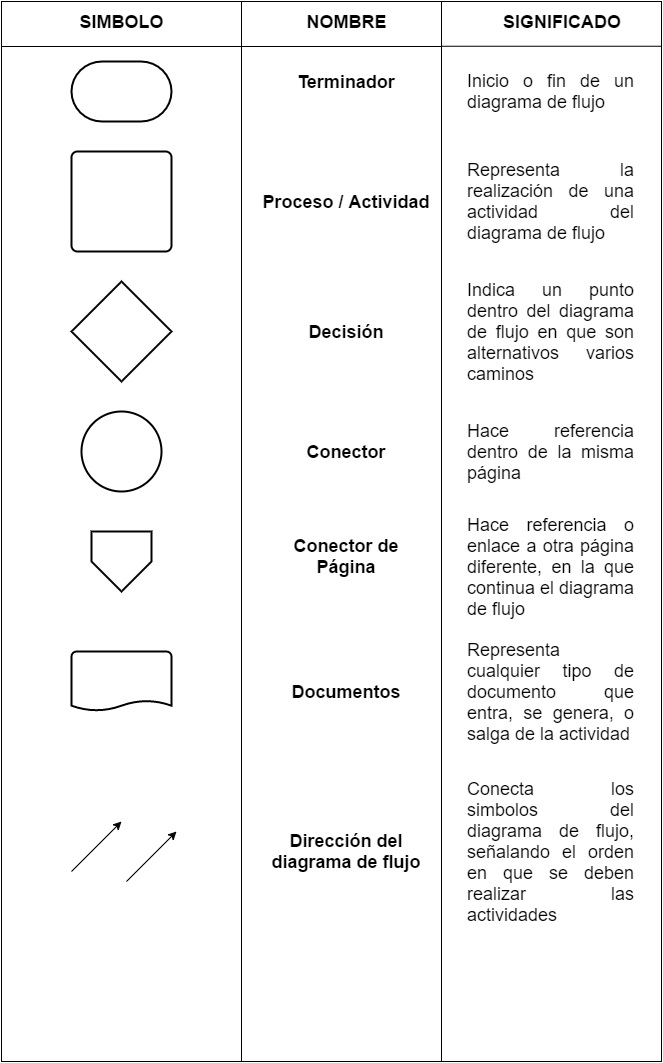 SIMBOLO NOMBRE SIGNIFICADO
Terminador
Inicio o fin de un
diagrama de flujo
Proceso / Actividad
Representa la
realización de una
actividad del
diagrama de flujo
Decisión
Indica un punto
dentro del diagrama
de flujo en que son
alternativos varios
caminos
Conector
Hace referencia
dentro de la misma
página
Conector de
Página
Hace referencia o
enlace a otra página
diferente, en la que
continua el diagrama
de flujo
Documentos
Representa
cualquier tipo de
documento que
entra, se genera, o
salga de la actividad
Dirección del
diagrama de flujo
Conecta los
simbolos del
diagrama de flujo,
señalando el orden
en que se deben
realizar las
actividades